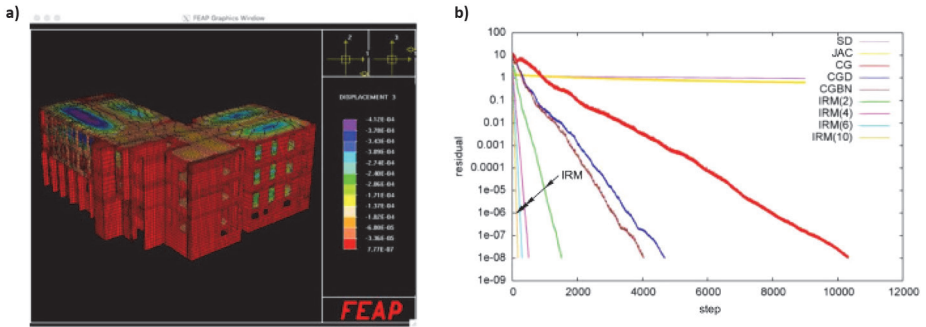 a)
FEAP Graphics Window
2
3
1
DISPLACEMENT 3
-4.12E-04
-3.78E-04
-3.43E-04
-3.09E-04
-2.74E-04
-2.40E-04
-2.06E-04
-1.71E-04
-1.37E-04
-1.02E-04
-6.80E-05
-3.36E-05
7.77E-07
FEAP
b)
100
10
1
0.1
0.01
0.001
0.0001
1e-05
1e-06
1e-07
1e-08
1e-09
residual
0
2000
4000
6000
8000
10000
12000
step
SD
JAC
CG
CGD
CGBN
IRM(2)
IRM(4)
IRM(6)
IRM(10)
IRM